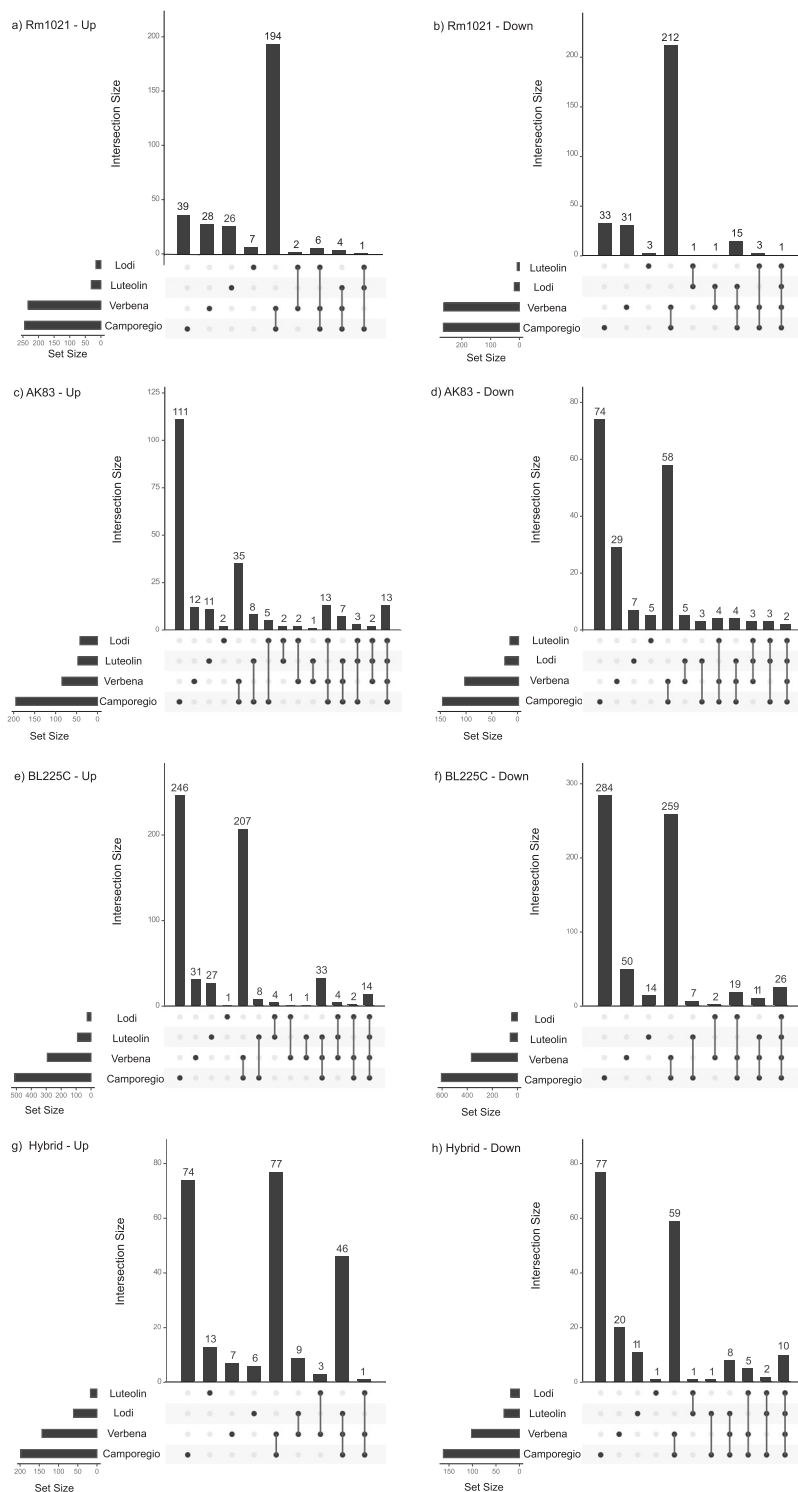 a) Rm1021 - Up
Intersection Size
200
150
100
50
0
39 28 26 7 194 2 6 4 1
Lodi
Luteolin
Verbena
Camporegio
250 200 150 100 50 0
Set Size
b) Rm1021 - Down
Intersection Size
200
150
100
50
0
33 31 3 212 1 1 15 3 1
Luteolin
Lodi
Verbena
Camporegio
200 100 0
Set Size
c) AK83 - Up
Intersection Size
125
100
75
50
25
0
111 12 11 2 35 8 5 2 2 1 13 7 3 2 13
Lodi
Luteolin
Verbena
Camporegio
200 150 100 50 0
Set Size
d) AK83 - Down
Intersection Size
80
60
40
20
0
74 29 7 5 58 5 3 4 4 3 3 2
Luteolin
Lodi
Verbena
Camporegio
150 100 50 0
Set Size
e) BL225C - Up
Intersection Size
200
100
0
246 31 27 1 207 8 4 1 1 33 4 2 14
Lodi
Luteolin
Verbena
Camporegio
500 400 300 200 100 0
Set Size
f) BL225C - Down
Intersection Size
300
200
100
0
284 50 14 259 7 2 19 11 26
Lodi
Luteolin
Verbena
Camporegio
600 400 200 0
Set Size
g) Hybrid - Up
Intersection Size
80
60
40
20
0
74 13 7 6 77 9 3 46 1
Luteolin
Lodi
Verbena
Camporegio
200 150 100 50 0
Set Size
h) Hybrid - Down
Intersection Size
80
60
40
20
0
77 20 11 1 59 1 1 8 5 2 10
Lodi
Luteolin
Verbena
Camporegio
150 100 50 0
Set Size